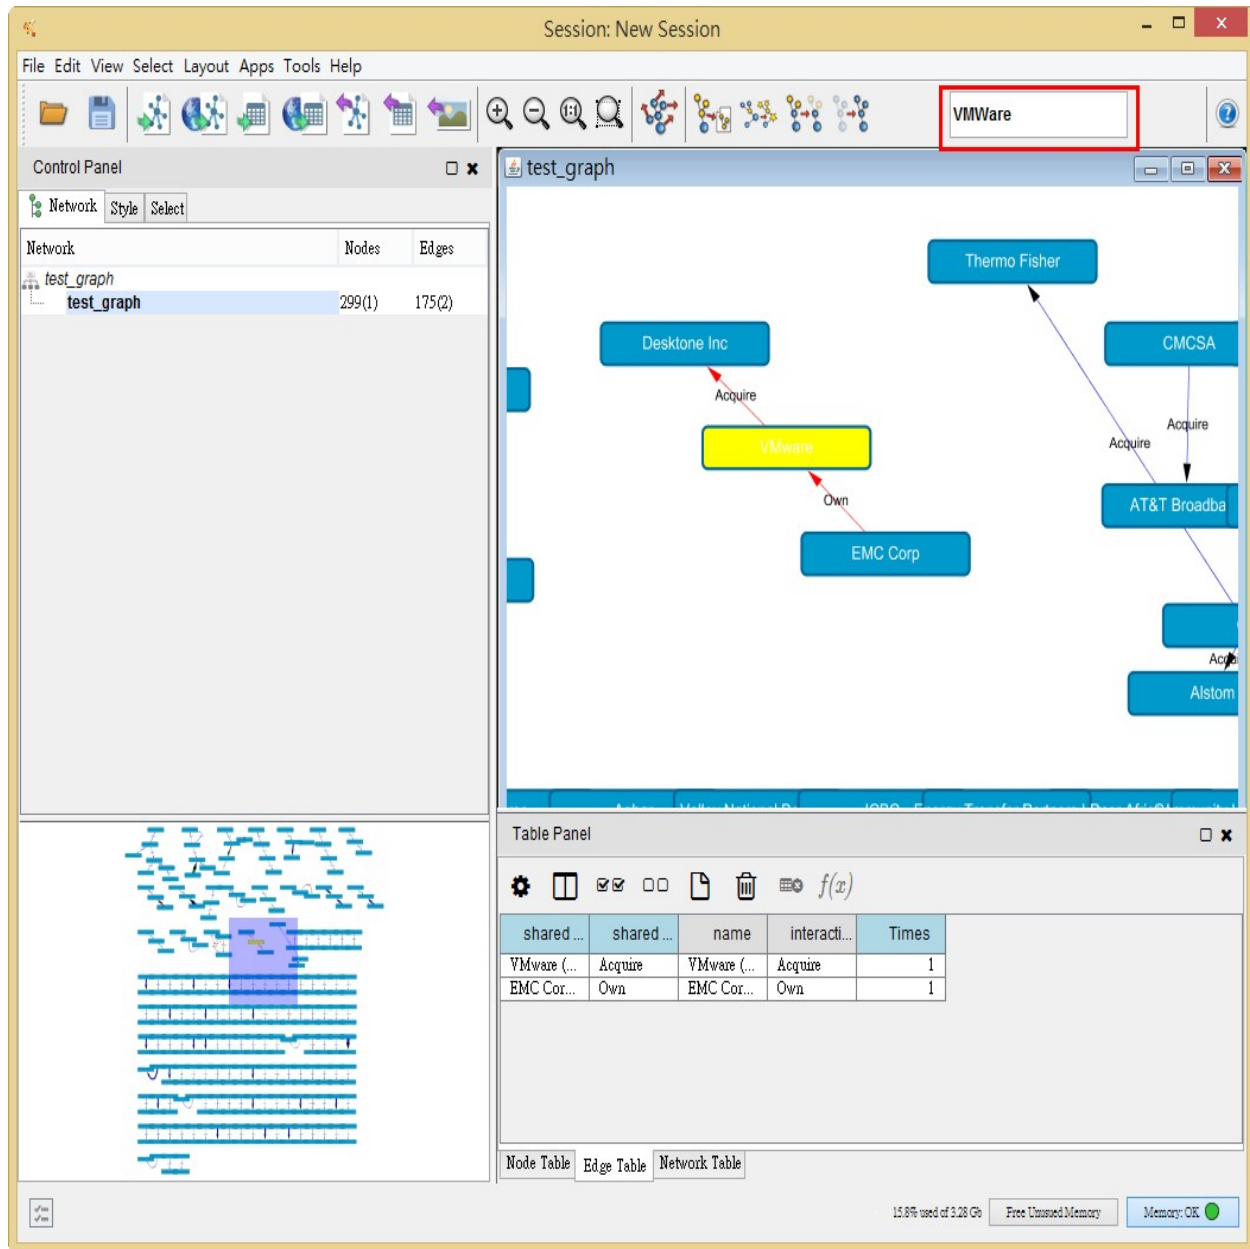 Session: New Session
File Edit View Select Layout Apps Tools Help
VMWare
Control Panel
Network Style Select
Network Nodes Edges
test_graph
test_graph 299(1) 175(2)
test_graph
Thermo Fisher
Desktone Inc
CMCSA
Acquire
Acquire
Acquire
VMware
Own
AT&T Broadba
EMC Corp
Alstom
Table Panel
f(x)
shared ... shared ... name interacti... Times
VMware (... Acquire VMware (... Acquire 1
EMC Cor... Own EMC Cor... Own 1
Node Table Edge Table Network Table
15.8% used of 3.28 Gb Free Unusued Memory Memory: OK